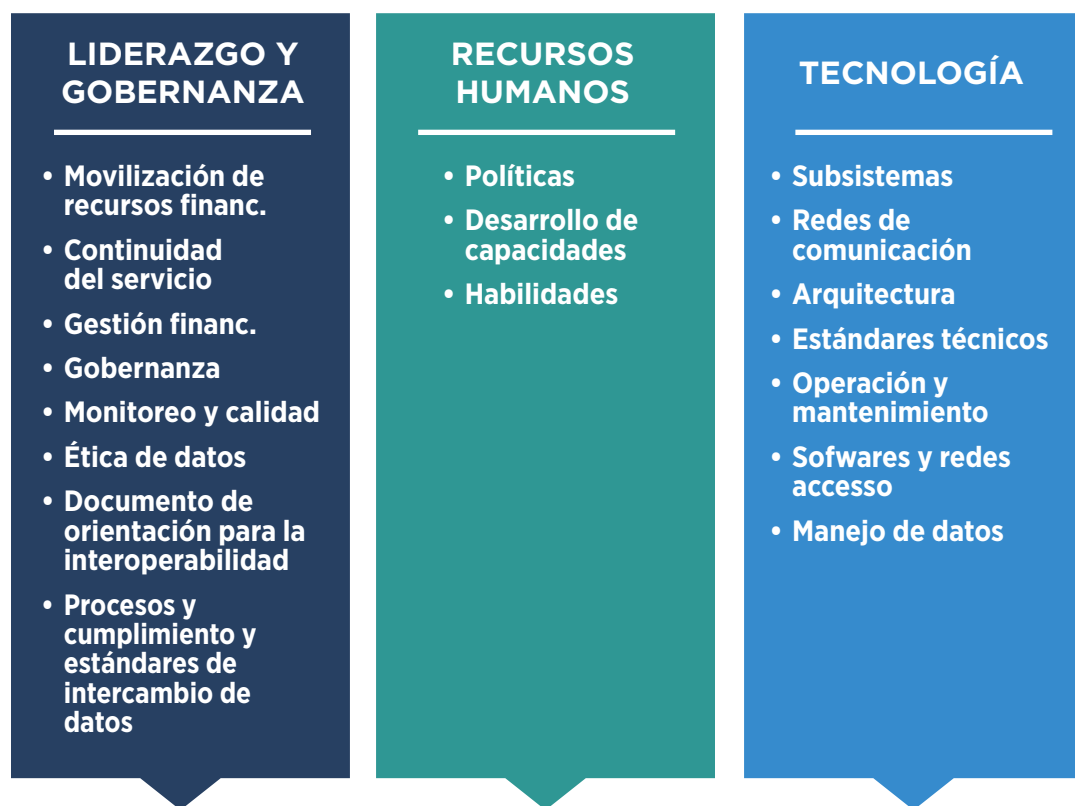 LIDERAZGO Y
GOBERNANZA
• Movilización de
recursos financ.
• Continuidad
del servicio
• Gestión financ.
• Gobernanza
• Monitoreo y calidad
• Ética de datos
• Documento de
orientación para la
interoperabilidad
• Procesos y
cumplimiento y
estándares de
intercambio de
datos
RECURSOS
HUMANOS
• Políticas
• Desarrollo de
capacidades
• Habilidades
TECNOLOGÍA
• Subsistemas
• Redes de
comunicación
• Arquitectura
• Estándares técnicos
• Operación y
mantenimiento
• Sofwares y redes
accesso
• Manejo de datos